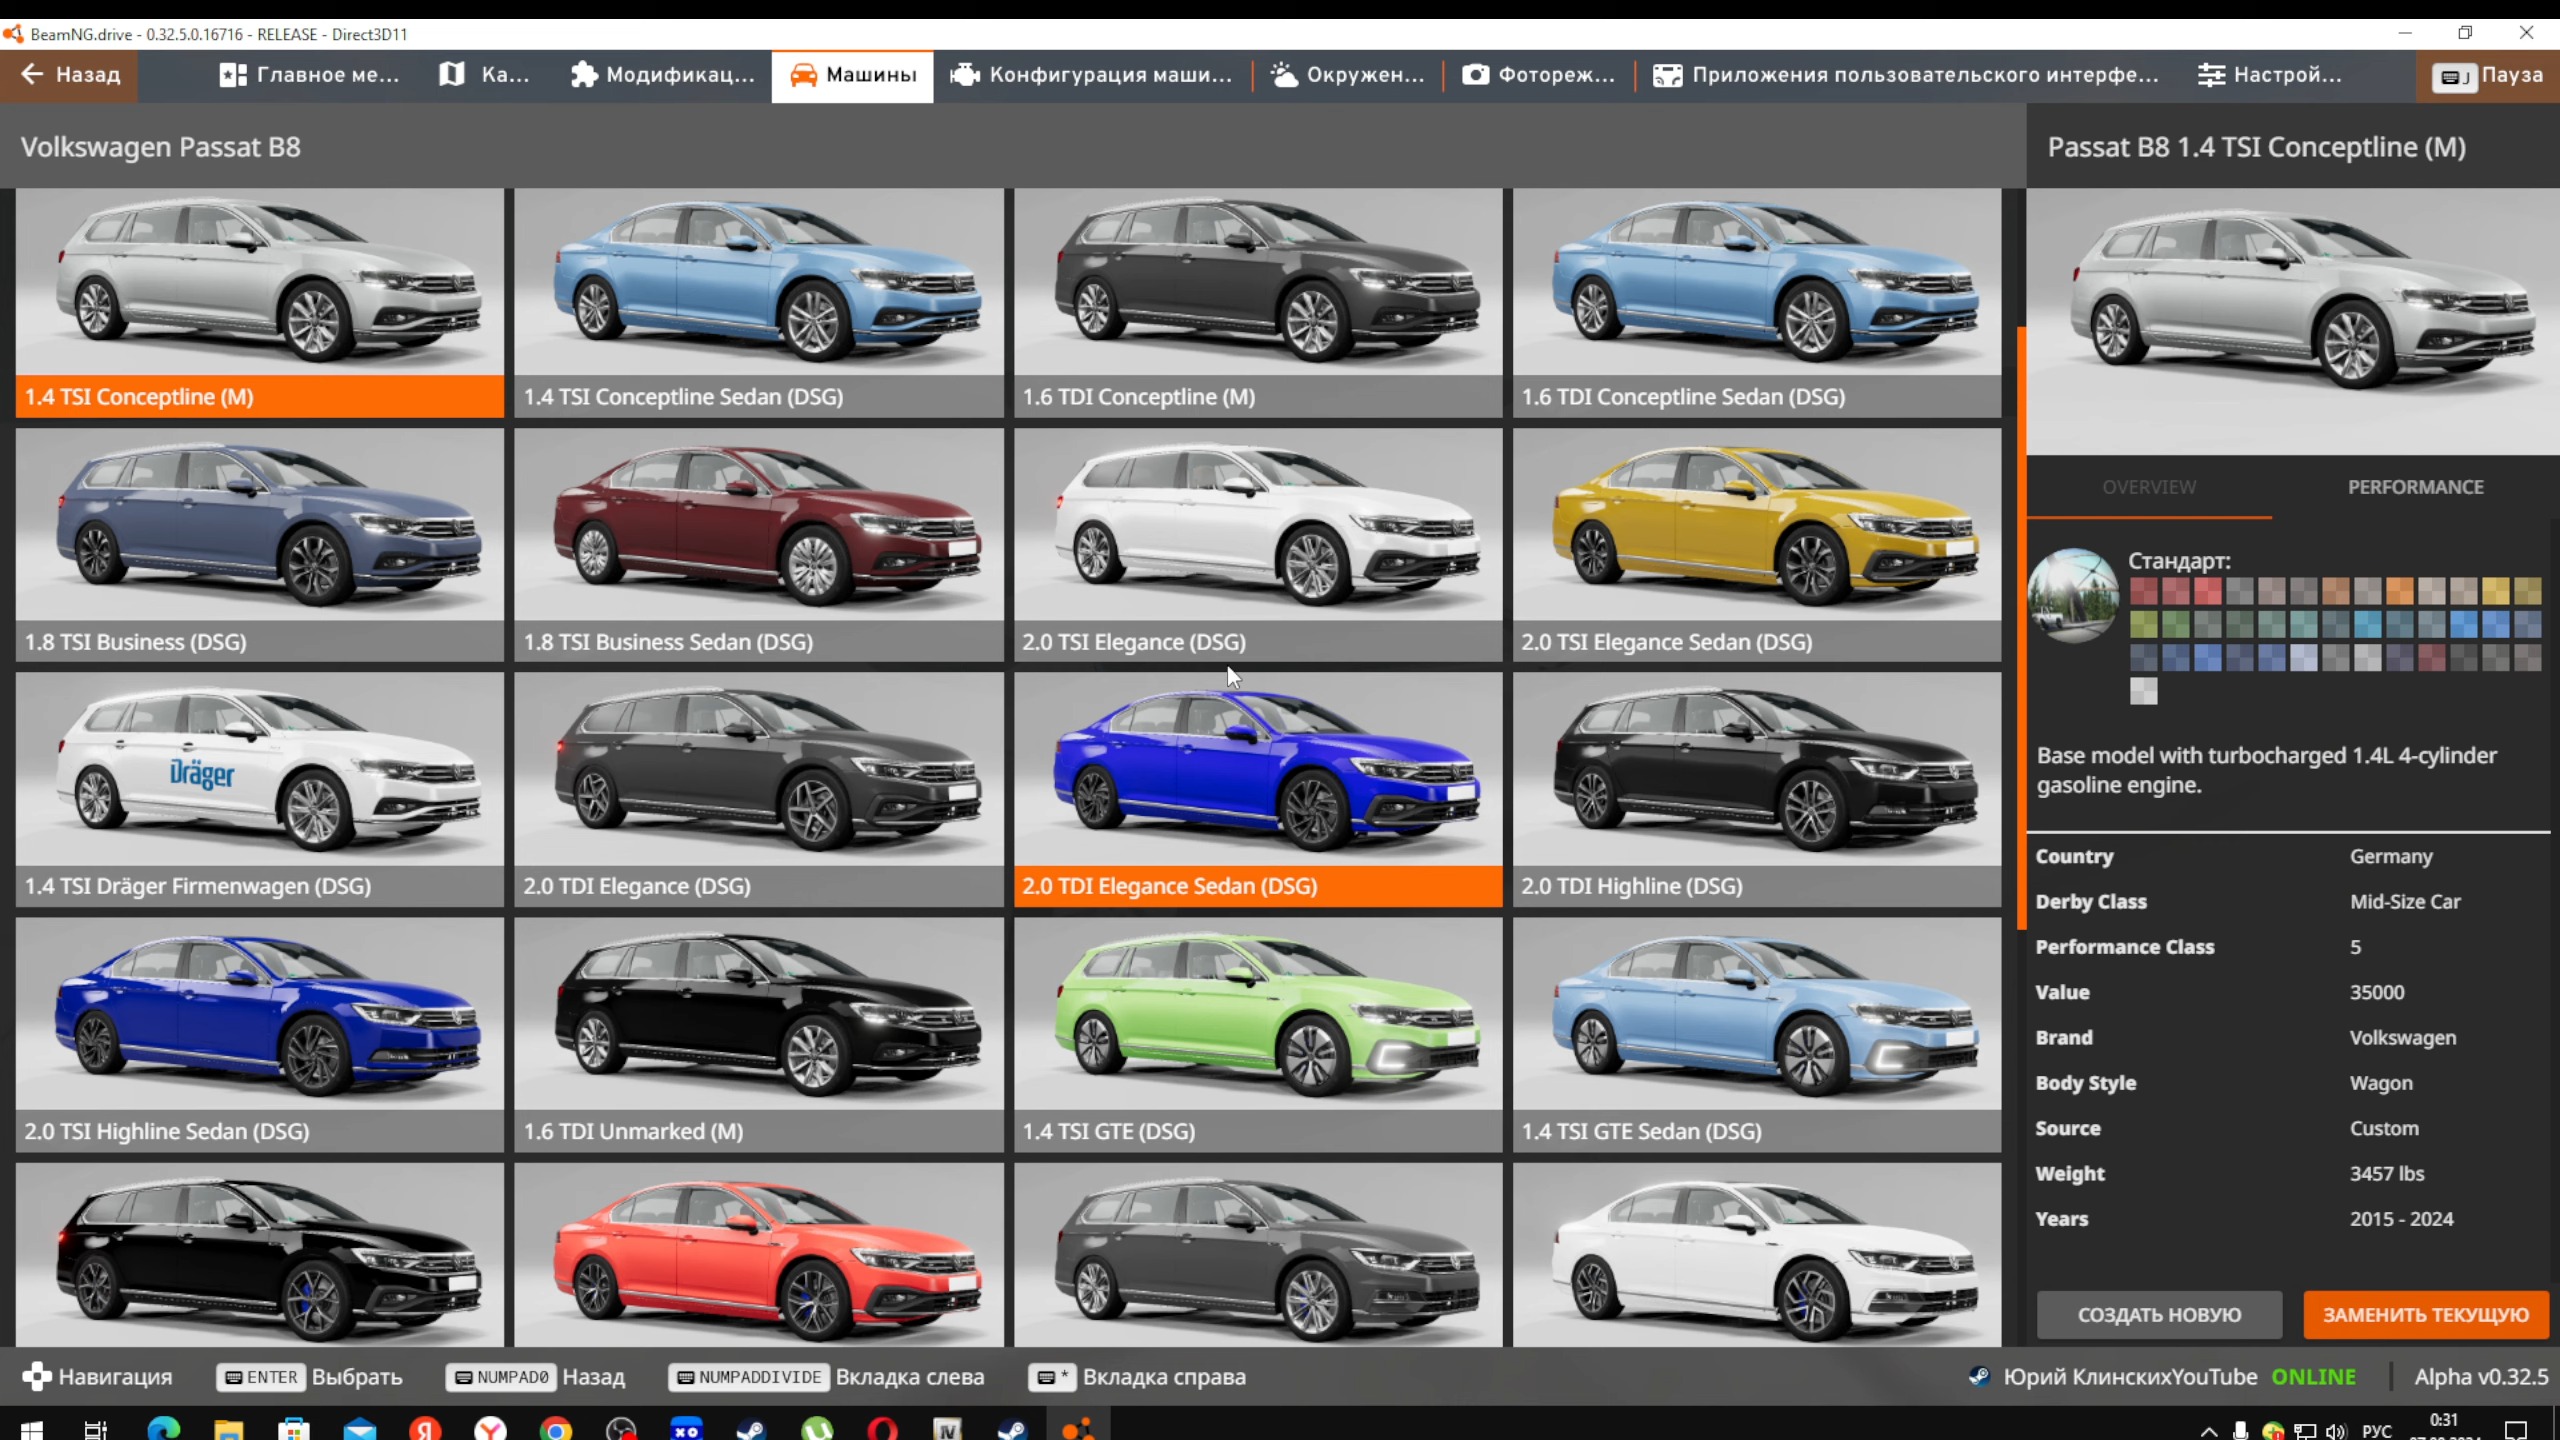 BeamNG.drive - 0.32.5.0.16716 - RELEASE - Direct3D11
Назад
Главное ме...
Ка...
Модификац...
Машины
Конфигурация маши...
Окружен...
Фотореж...
Приложения пользовательского интерфе...
Настрой...
J Пауза
Volkswagen Passat B8
Passat B8 1.4 TSI Conceptline (M)
1.4 TSI Conceptline (M)
1.4 TSI Conceptline Sedan (DSG)
1.6 TDI Conceptline (M)
1.6 TDI Conceptline Sedan (DSG)
1.8 TSI Business (DSG)
1.8 TSI Business Sedan (DSG)
2.0 TSI Elegance (DSG)
2.0 TSI Elegance Sedan (DSG)
Dräger
1.4 TSI Dräger Firmenwagen (DSG)
2.0 TDI Elegance (DSG)
2.0 TDI Elegance Sedan (DSG)
2.0 TDI Highline (DSG)
2.0 TSI Highline Sedan (DSG)
1.6 TDI Unmarked (M)
1.4 TSI GTE (DSG)
1.4 TSI GTE Sedan (DSG)
OVERVIEW
PERFORMANCE
Стандарт:
Base model with turbocharged 1.4L 4-cylinder
gasoline engine.
Country Germany
Derby Class Mid-Size Car
Performance Class 5
Value 35000
Brand Volkswagen
Body Style Wagon
Source Custom
Weight 3457 lbs
Years 2015 - 2024
СОЗДАТЬ НОВУЮ
ЗАМЕНИТЬ ТЕКУЩУЮ
Навигация
ENTER Выбрать
NUMPAD0 Назад
NUMPADDIVIDE Вкладка слева
* Вкладка справа
Юрий КлинскихYouTube ONLINE
Alpha v0.32.5
РУС
0:31